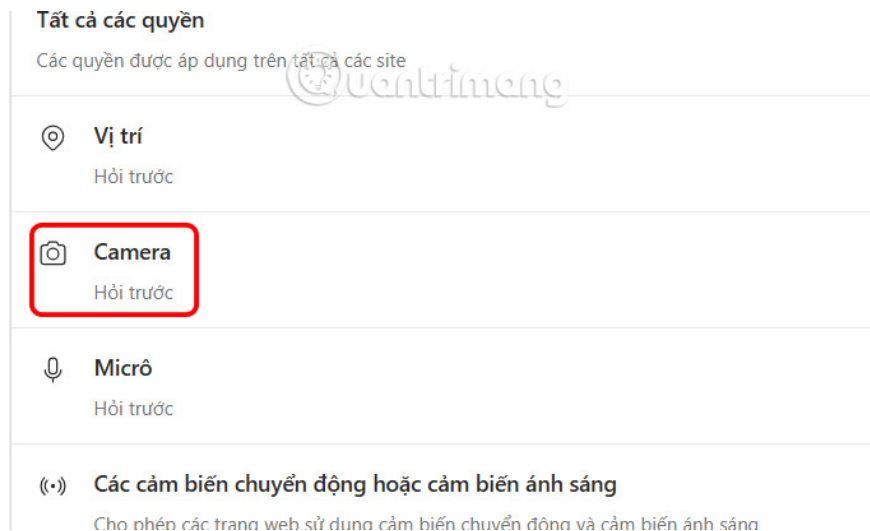 Tất cả các quyền
Các quyền được áp dụng trên tất cả các site
Quantrimang
Vị trí
Hỏi trước
Camera
Hỏi trước
Micrô
Hỏi trước
Các cảm biến chuyển động hoặc cảm biến ánh sáng
Cho phép các trang web sử dụng cảm biến chuyển động và cảm biến ánh sáng